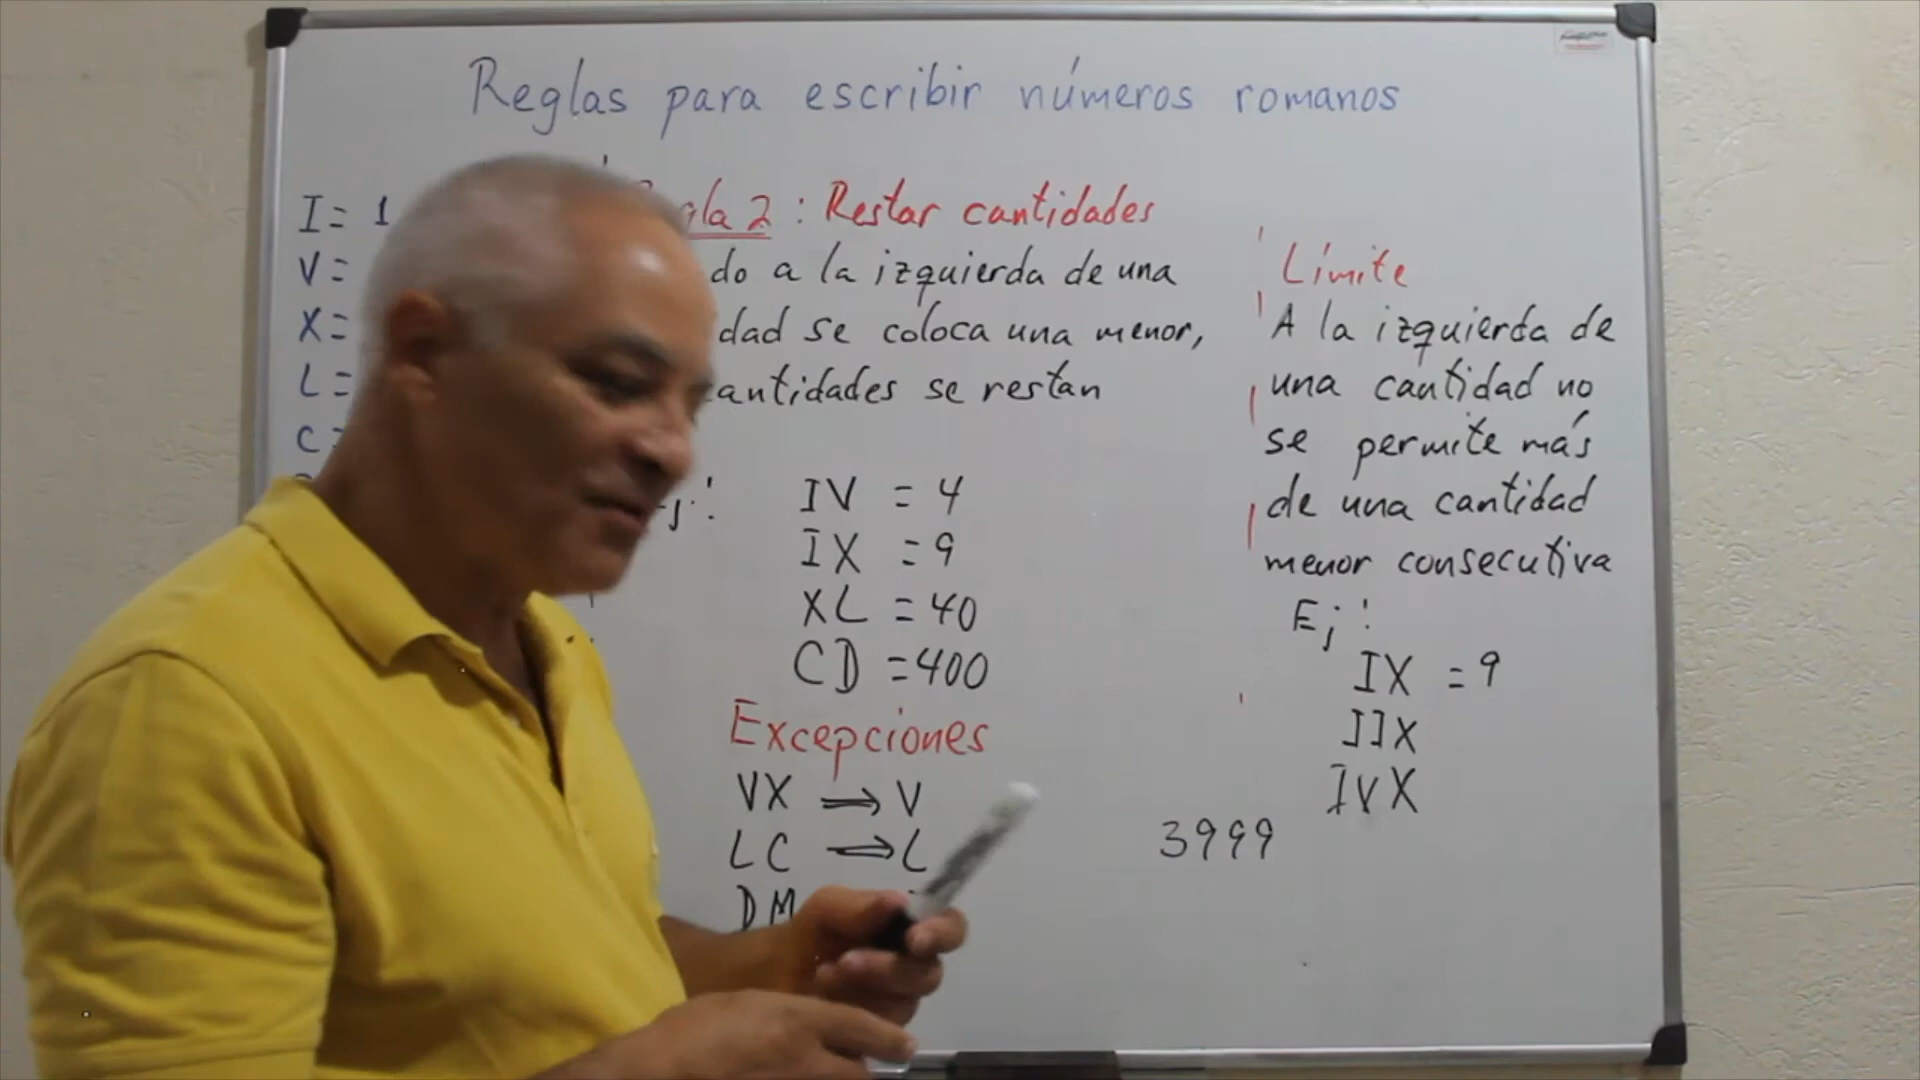 Reglas para escribir números romanos
I = 1
V =
X =
L =
C =
Regla 2 : Restar cantidades
do a la izquierda de una
dad se coloca una menor,
cantidades se restan
Ej:
IV = 4
IX = 9
XL = 40
CD = 400
Excepciones
VX ⇒ V
LC ⇒ L
DM
Límite
A la izquierda de
una cantidad no
se permite más
de una cantidad
menor consecutiva
Ej:
IX = 9
IIX
IVX
3999